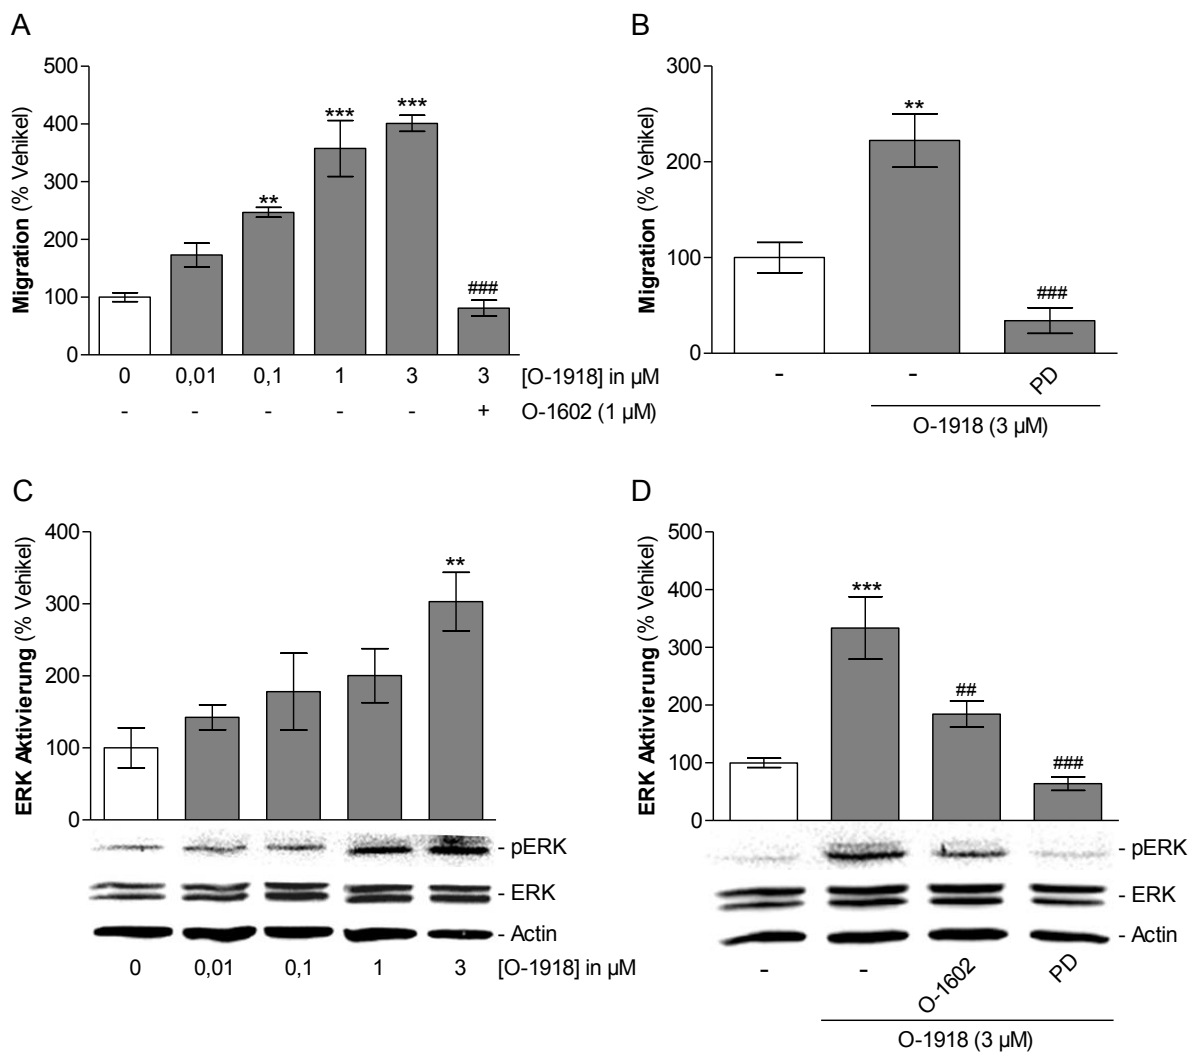 A
Migration (% Vehikel)
500
400
300
200
100
0
**
***
***
###
0 0,01 0,1 1 3 3 [O-1918] in µM
- - - - - + O-1602 (1 µM)
B
Migration (% Vehikel)
300
200
100
0
**
###
- - PD
O-1918 (3 µM)
C
ERK Aktivierung (% Vehikel)
400
300
200
100
0
**
- pERK
- ERK
- Actin
0 0,01 0,1 1 3 [O-1918] in µM
D
ERK Aktivierung (% Vehikel)
500
400
300
200
100
0
***
##
###
- pERK
- ERK
- Actin
- - O-1602 PD
O-1918 (3 µM)